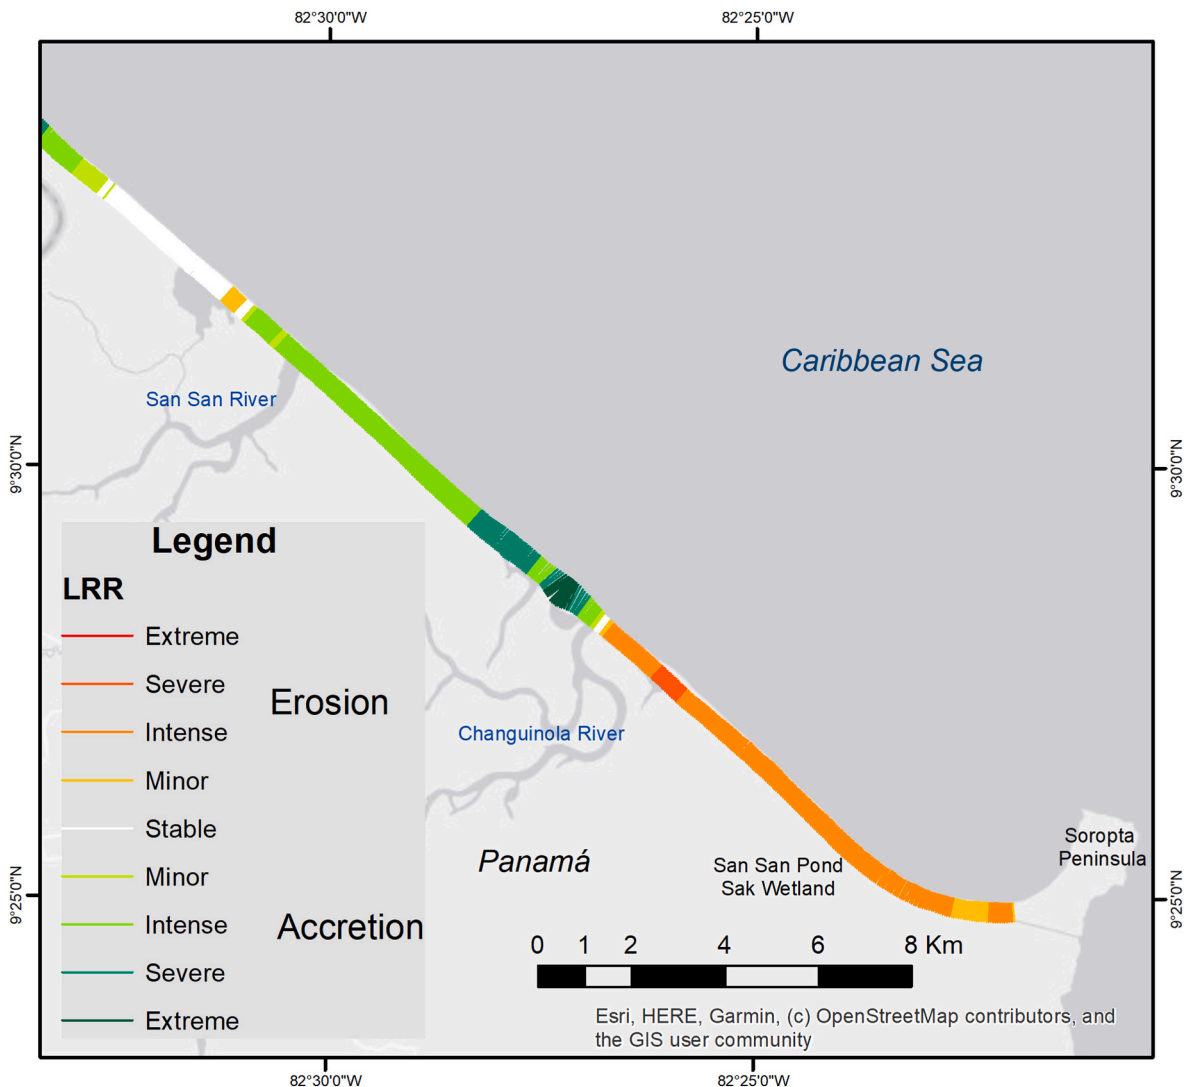 82°30'0"W
82°25'0"W
Caribbean Sea
San San River
9°30'0"N
9°30'0"N
Legend
LRR
Extreme
Severe
Erosion
Intense
Minor
Stable
Minor
Intense
Accretion
Severe
Extreme
Changuinola River
Panamá
San San Pond
Sak Wetland
Soropta
Peninsula
9°25'0"N
9°25'0"N
0 1 2 4 6 8 Km
Esri, HERE, Garmin, (c) OpenStreetMap contributors, and
the GIS user community
82°30'0"W
82°25'0"W